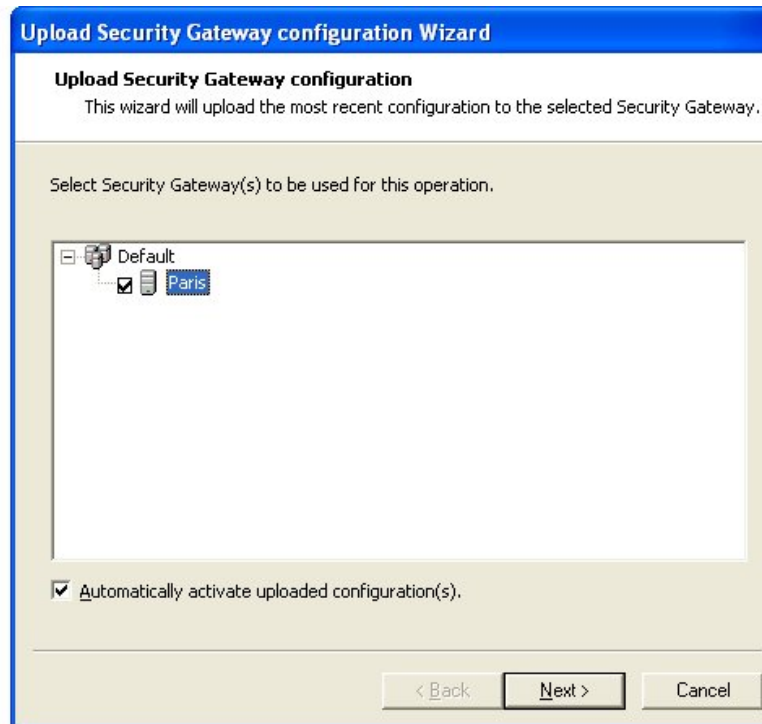 Upload Security Gateway configuration Wizard
Upload Security Gateway configuration
This wizard will upload the most recent configuration to the selected Security Gateway.
Select Security Gateway(s) to be used for this operation.
Default
Paris
Automatically activate uploaded configuration(s).
< Back Next > Cancel